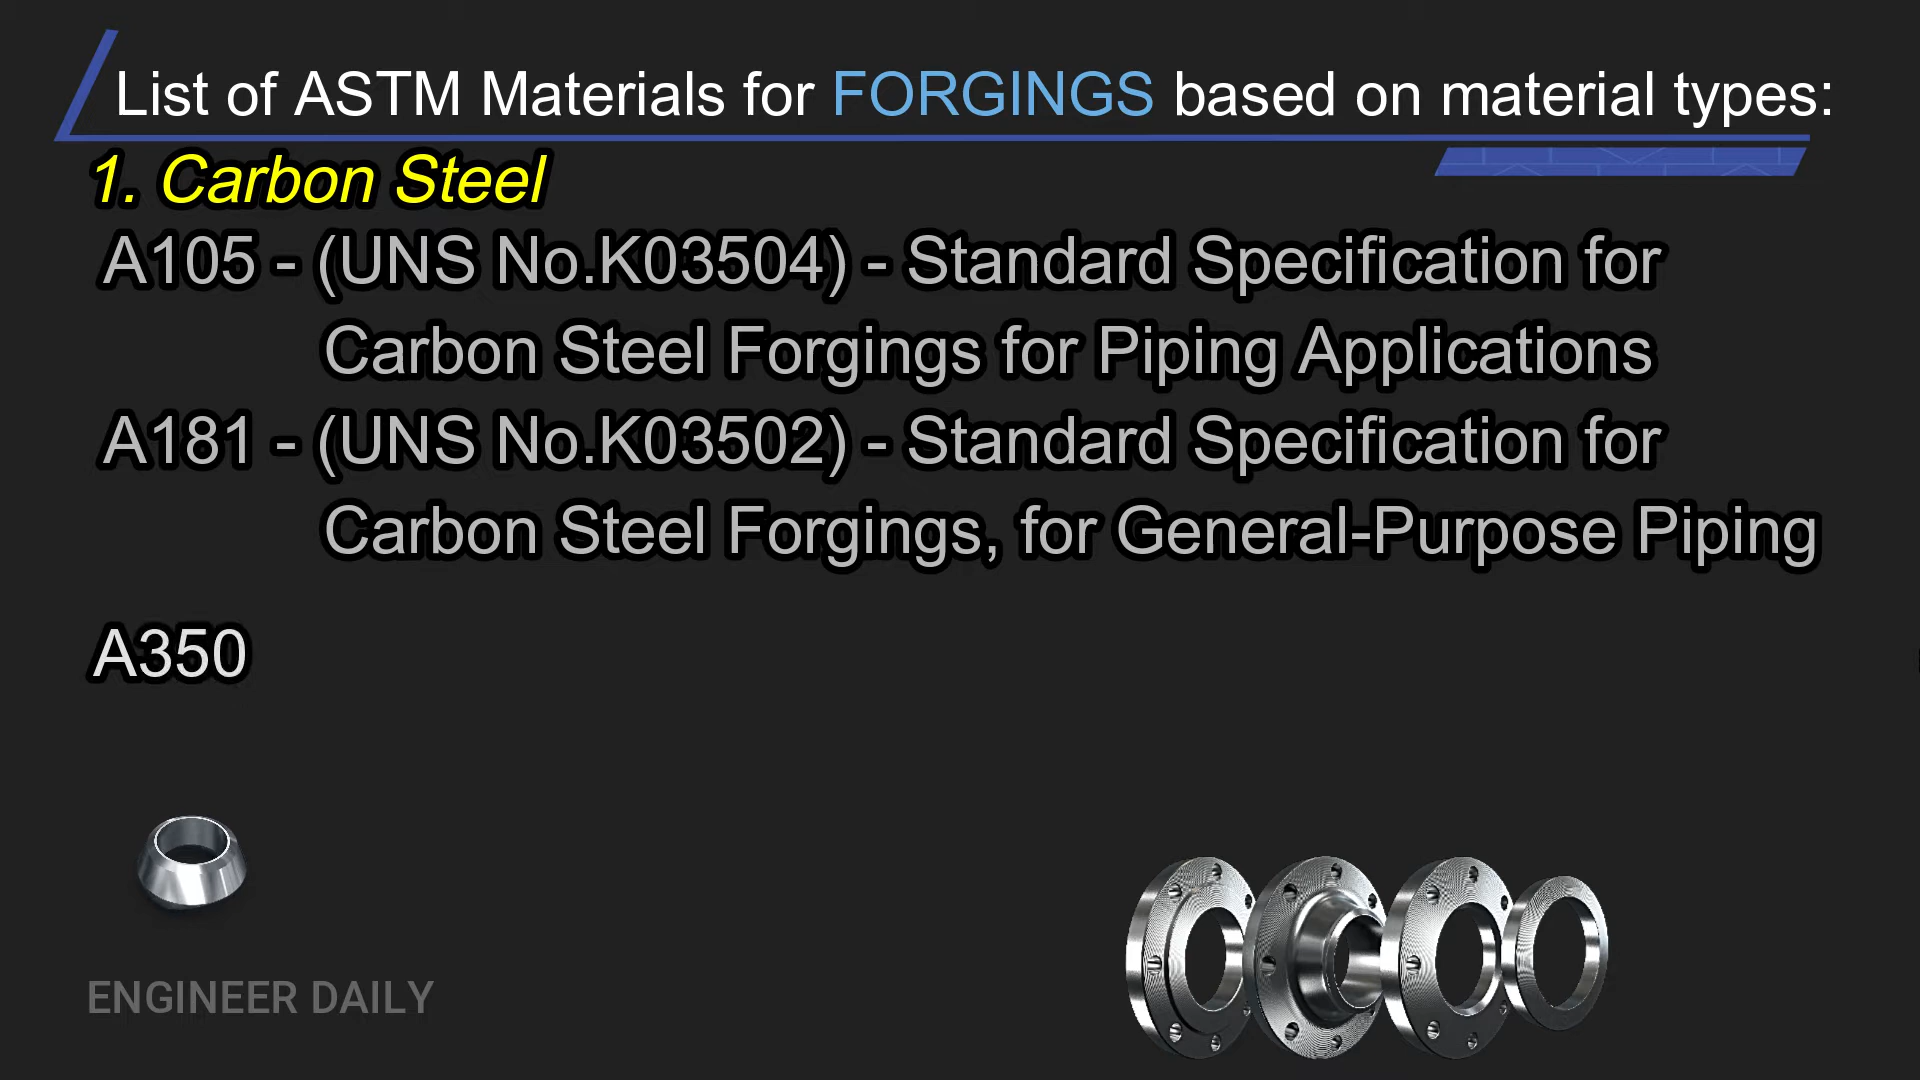 List of ASTM Materials for FORGINGS based on material types:
1. Carbon Steel
A105 - (UNS No.K03504) - Standard Specification for
Carbon Steel Forgings for Piping Applications
A181 - (UNS No.K03502) - Standard Specification for
Carbon Steel Forgings, for General-Purpose Piping
A350
ENGINEER DAILY